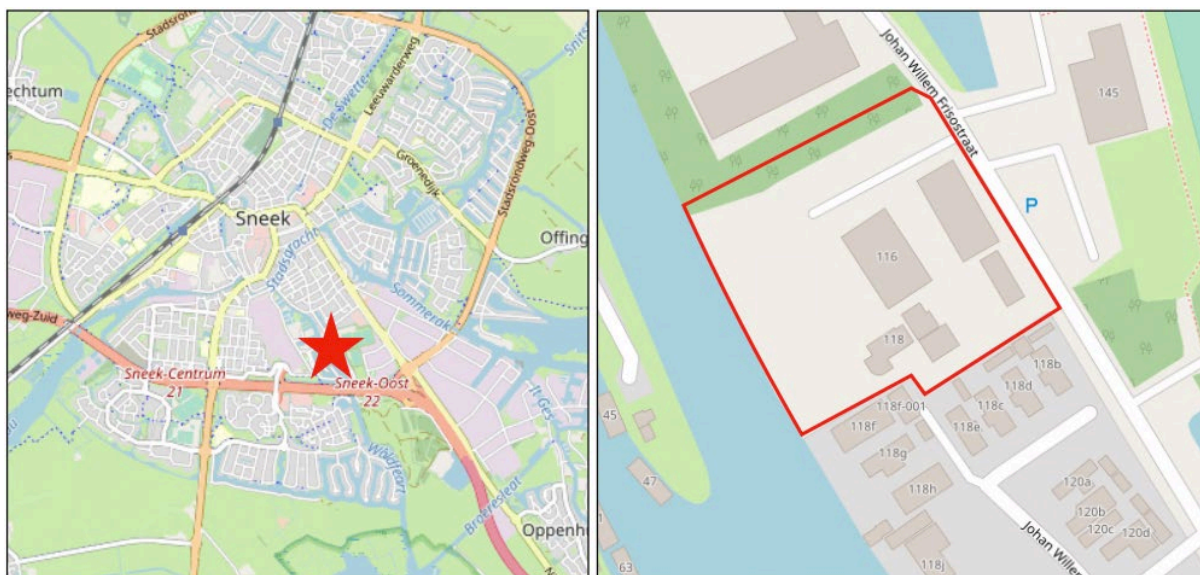 Stadsrondweg
echtum
De Swette
Leeuwarderweg
Snits
Groenedijk
Stadsrondweg-Oost
Sneek
Offing
Stadsgracht
Sommerak
weg-Zuid
Sneek-Centrum
21
Sneek-Oost
22
It Ges
Wâldfeart
Broeresleat
Oppenhu
Johan Willem Frisostraat
145
P
116
118
118b
118d
118c
118f-001
118f
118e
118g
118h
118j
45
47
63
120a
120b
120c
120d
Johan Willem